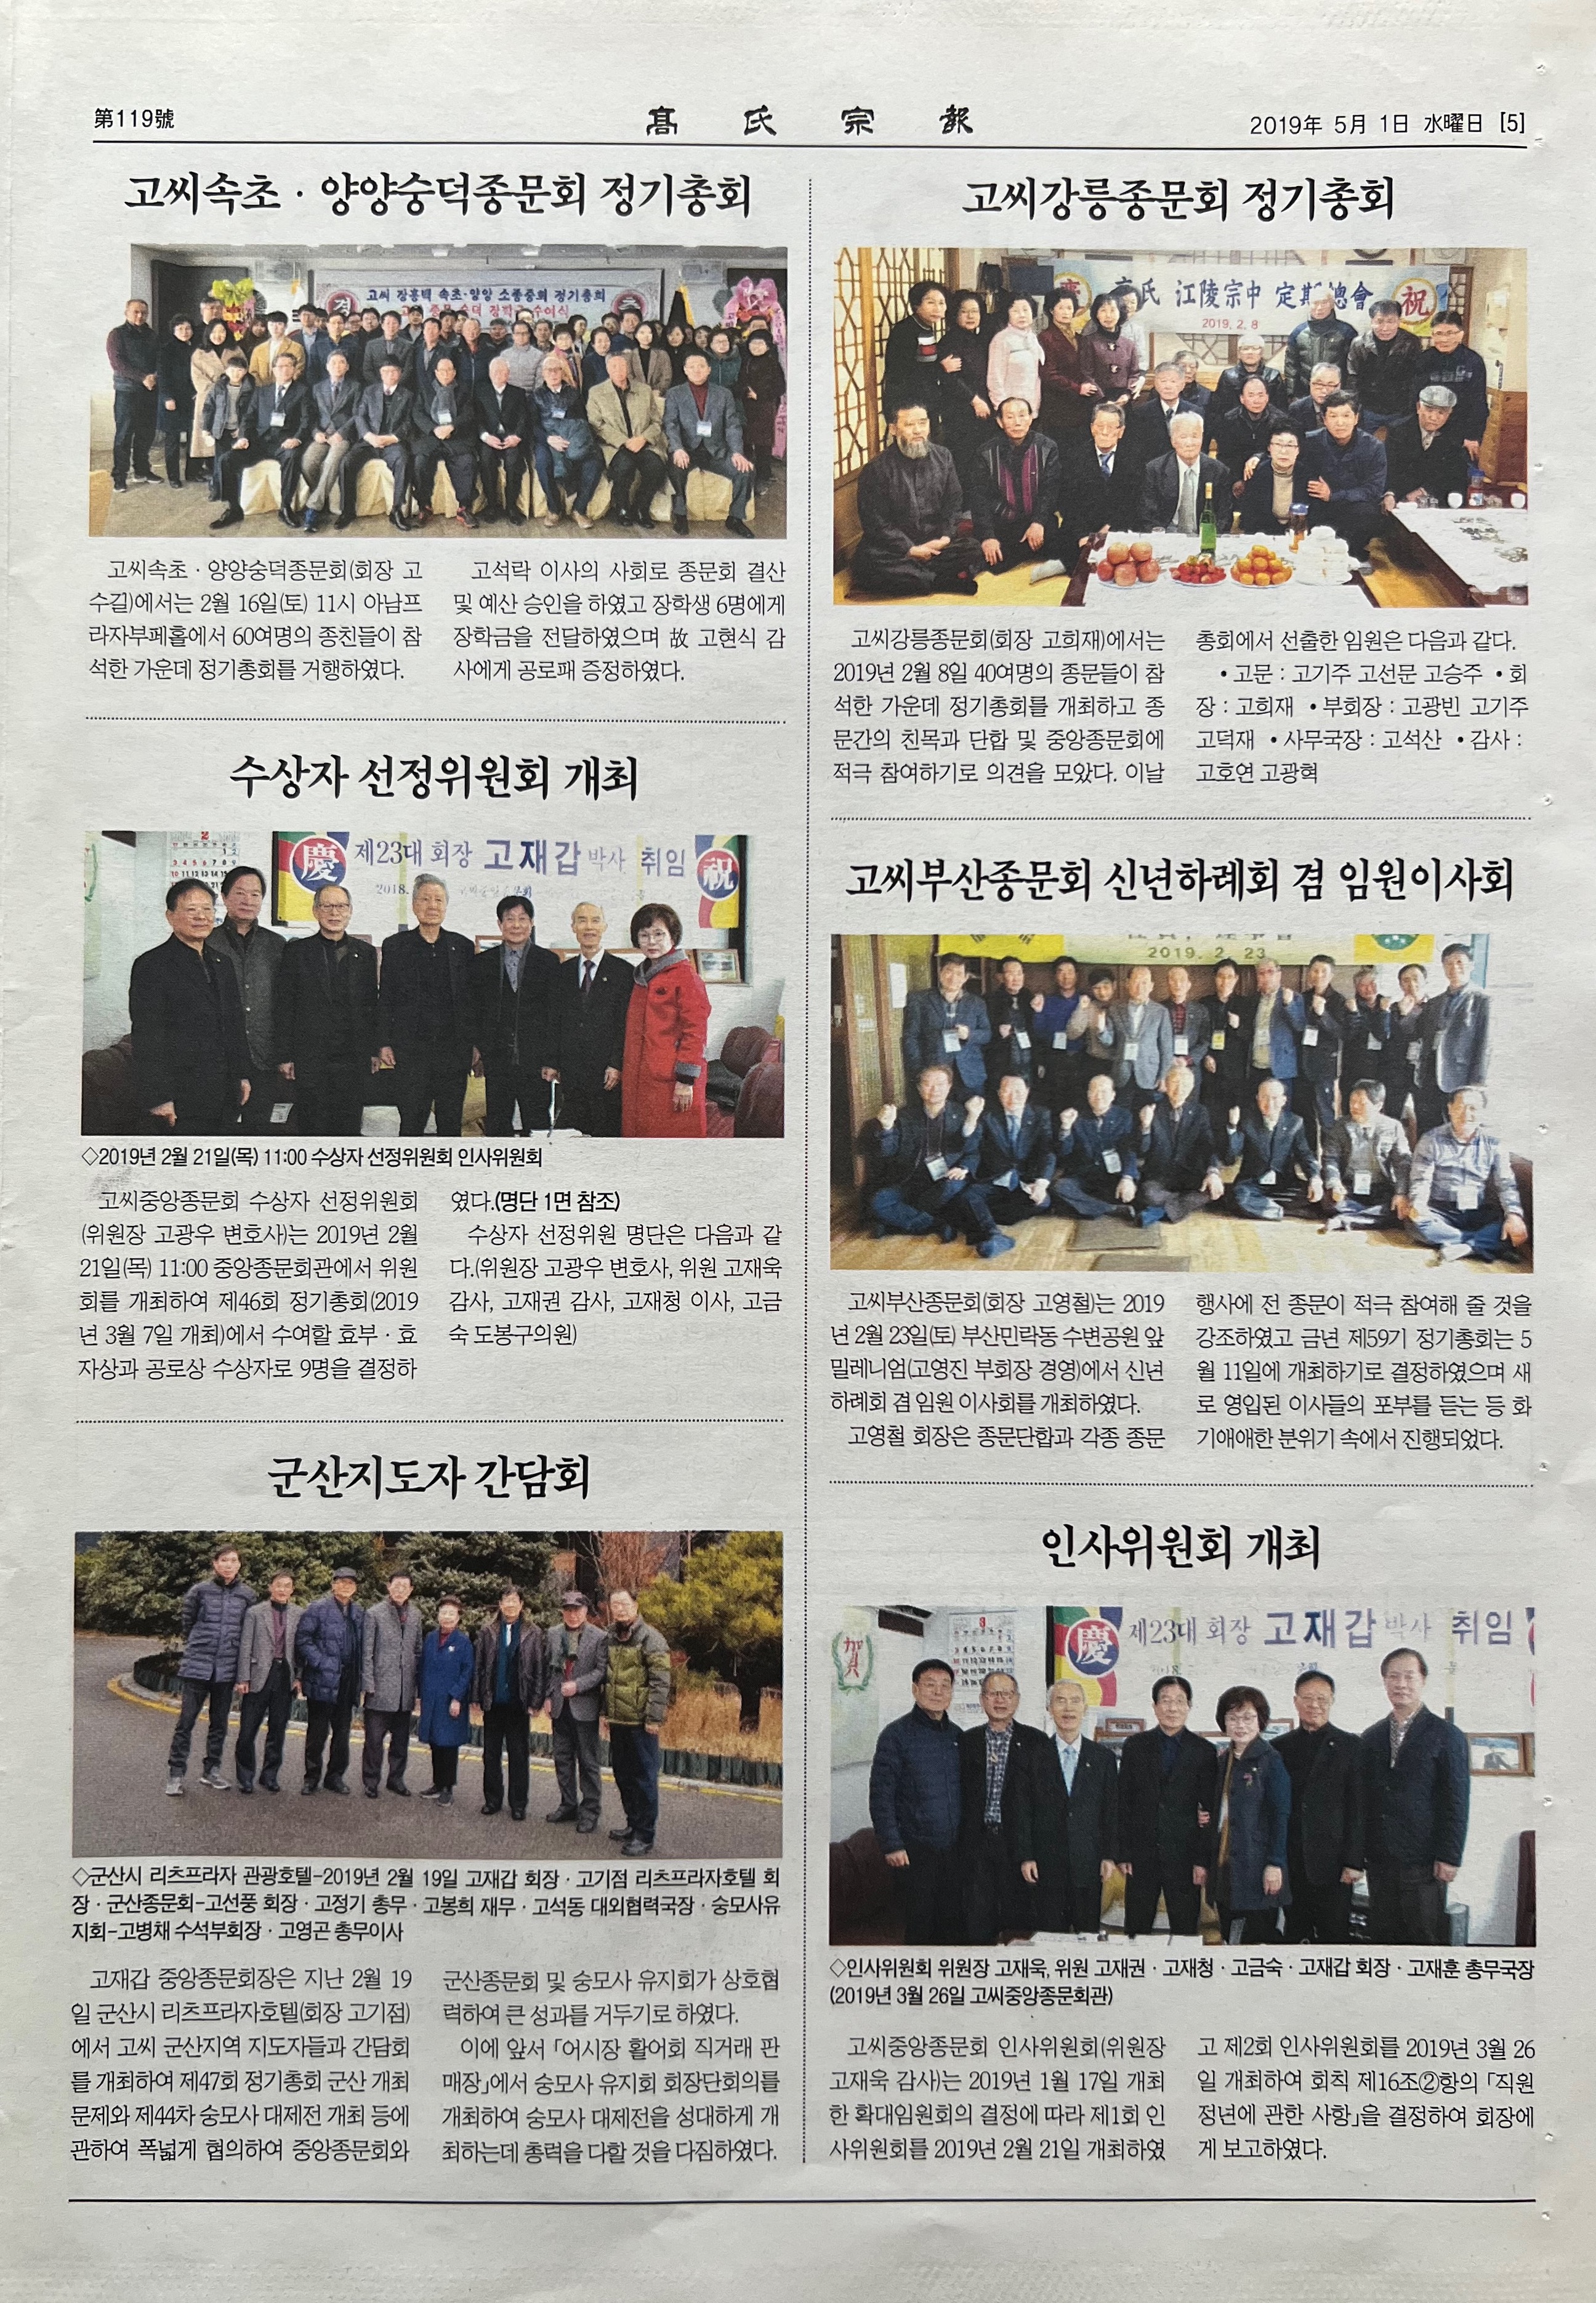 第119號
髙氏宗報
2019年 5月 1日 水曜日 [5]
고씨속초 · 양양숭덕종문회 정기총회
고씨 장흥백 속초·양양 소종중회 정기총회
고씨속초 · 양양숭덕종문회(회장 고
수길)에서는 2월 16일(토) 11시 아남프
라자부페홀에서 60여명의 종친들이 참
석한 가운데 정기총회를 거행하였다.
고석락 이사의 사회로 종문회 결산
및 예산 승인을 하였고 장학생 6명에게
장학금을 전달하였으며 故 고현식 감
사에게 공로패 증정하였다.
수상자 선정위원회 개최
慶 제23대 회장 고재갑 박사 취임 祝
2018.
◇2019년 2월 21일(목) 11:00 수상자 선정위원회 인사위원회
고씨중앙종문회 수상자 선정위원회
(위원장 고광우 변호사)는 2019년 2월
21일(목) 11:00 중앙종문회관에서 위원
회를 개최하여 제46회 정기총회(2019
년 3월 7일 개최)에서 수여할 효부 · 효
자상과 공로상 수상자로 9명을 결정하
였다.(명단 1면 참조)
수상자 선정위원 명단은 다음과 같
다.(위원장 고광우 변호사, 위원 고재욱
감사, 고재권 감사, 고재청 이사, 고금
숙 도봉구의원)
군산지도자 간담회
◇군산시 리츠프라자 관광호텔-2019년 2월 19일 고재갑 회장 · 고기점 리츠프라자호텔 회
장 · 군산종문회-고선풍 회장 · 고정기 총무 · 고봉희 재무 · 고석동 대외협력국장 · 숭모사유
지회-고병채 수석부회장 · 고영곤 총무이사
고재갑 중앙종문회장은 지난 2월 19
일 군산시 리츠프라자호텔(회장 고기점)
에서 고씨 군산지역 지도자들과 간담회
를 개최하여 제47회 정기총회 군산 개최
문제와 제44차 숭모사 대제전 개최 등에
관하여 폭넓게 협의하여 중앙종문회와
군산종문회 및 숭모사 유지회가 상호협
력하여 큰 성과를 거두기로 하였다.
이에 앞서 「어시장 활어회 직거래 판
매장」에서 숭모사 유지회 회장단회의를
개최하여 숭모사 대제전을 성대하게 개
최하는데 총력을 다할 것을 다짐하였다.
고씨강릉종문회 정기총회
氏 江陵宗中 定期總會 祝
2019. 2. 8
고씨강릉종문회(회장 고희재)에서는
2019년 2월 8일 40여명의 종문들이 참
석한 가운데 정기총회를 개최하고 종
문간의 친목과 단합 및 중앙종문회에
적극 참여하기로 의견을 모았다. 이날
총회에서 선출한 임원은 다음과 같다.
• 고문 : 고기주 고선문 고승주 • 회
장 : 고희재 • 부회장 : 고광빈 고기주
고덕재 • 사무국장 : 고석산 • 감사 :
고호연 고광혁
고씨부산종문회 신년하례회 겸 임원이사회
2019. 2. 23
고씨부산종문회(회장 고영철)는 2019
년 2월 23일(토) 부산민락동 수변공원 앞
밀레니엄(고영진 부회장 경영)에서 신년
하례회 겸 임원 이사회를 개최하였다.
고영철 회장은 종문단합과 각종 종문
행사에 전 종문이 적극 참여해 줄 것을
강조하였고 금년 제59기 정기총회는 5
월 11일에 개최하기로 결정하였으며 새
로 영입된 이사들의 포부를 듣는 등 화
기애애한 분위기 속에서 진행되었다.
인사위원회 개최
賀
慶 제23대 회장 고재갑 박사 취임
◇인사위원회 위원장 고재욱, 위원 고재권 · 고재청 · 고금숙 · 고재갑 회장 · 고재훈 총무국장
(2019년 3월 26일 고씨중앙종문회관)
고씨중앙종문회 인사위원회(위원장
고재욱 감사)는 2019년 1월 17일 개최
한 확대임원회의 결정에 따라 제1회 인
사위원회를 2019년 2월 21일 개최하였
고 제2회 인사위원회를 2019년 3월 26
일 개최하여 회칙 제16조②항의 「직원
정년에 관한 사항」을 결정하여 회장에
게 보고하였다.